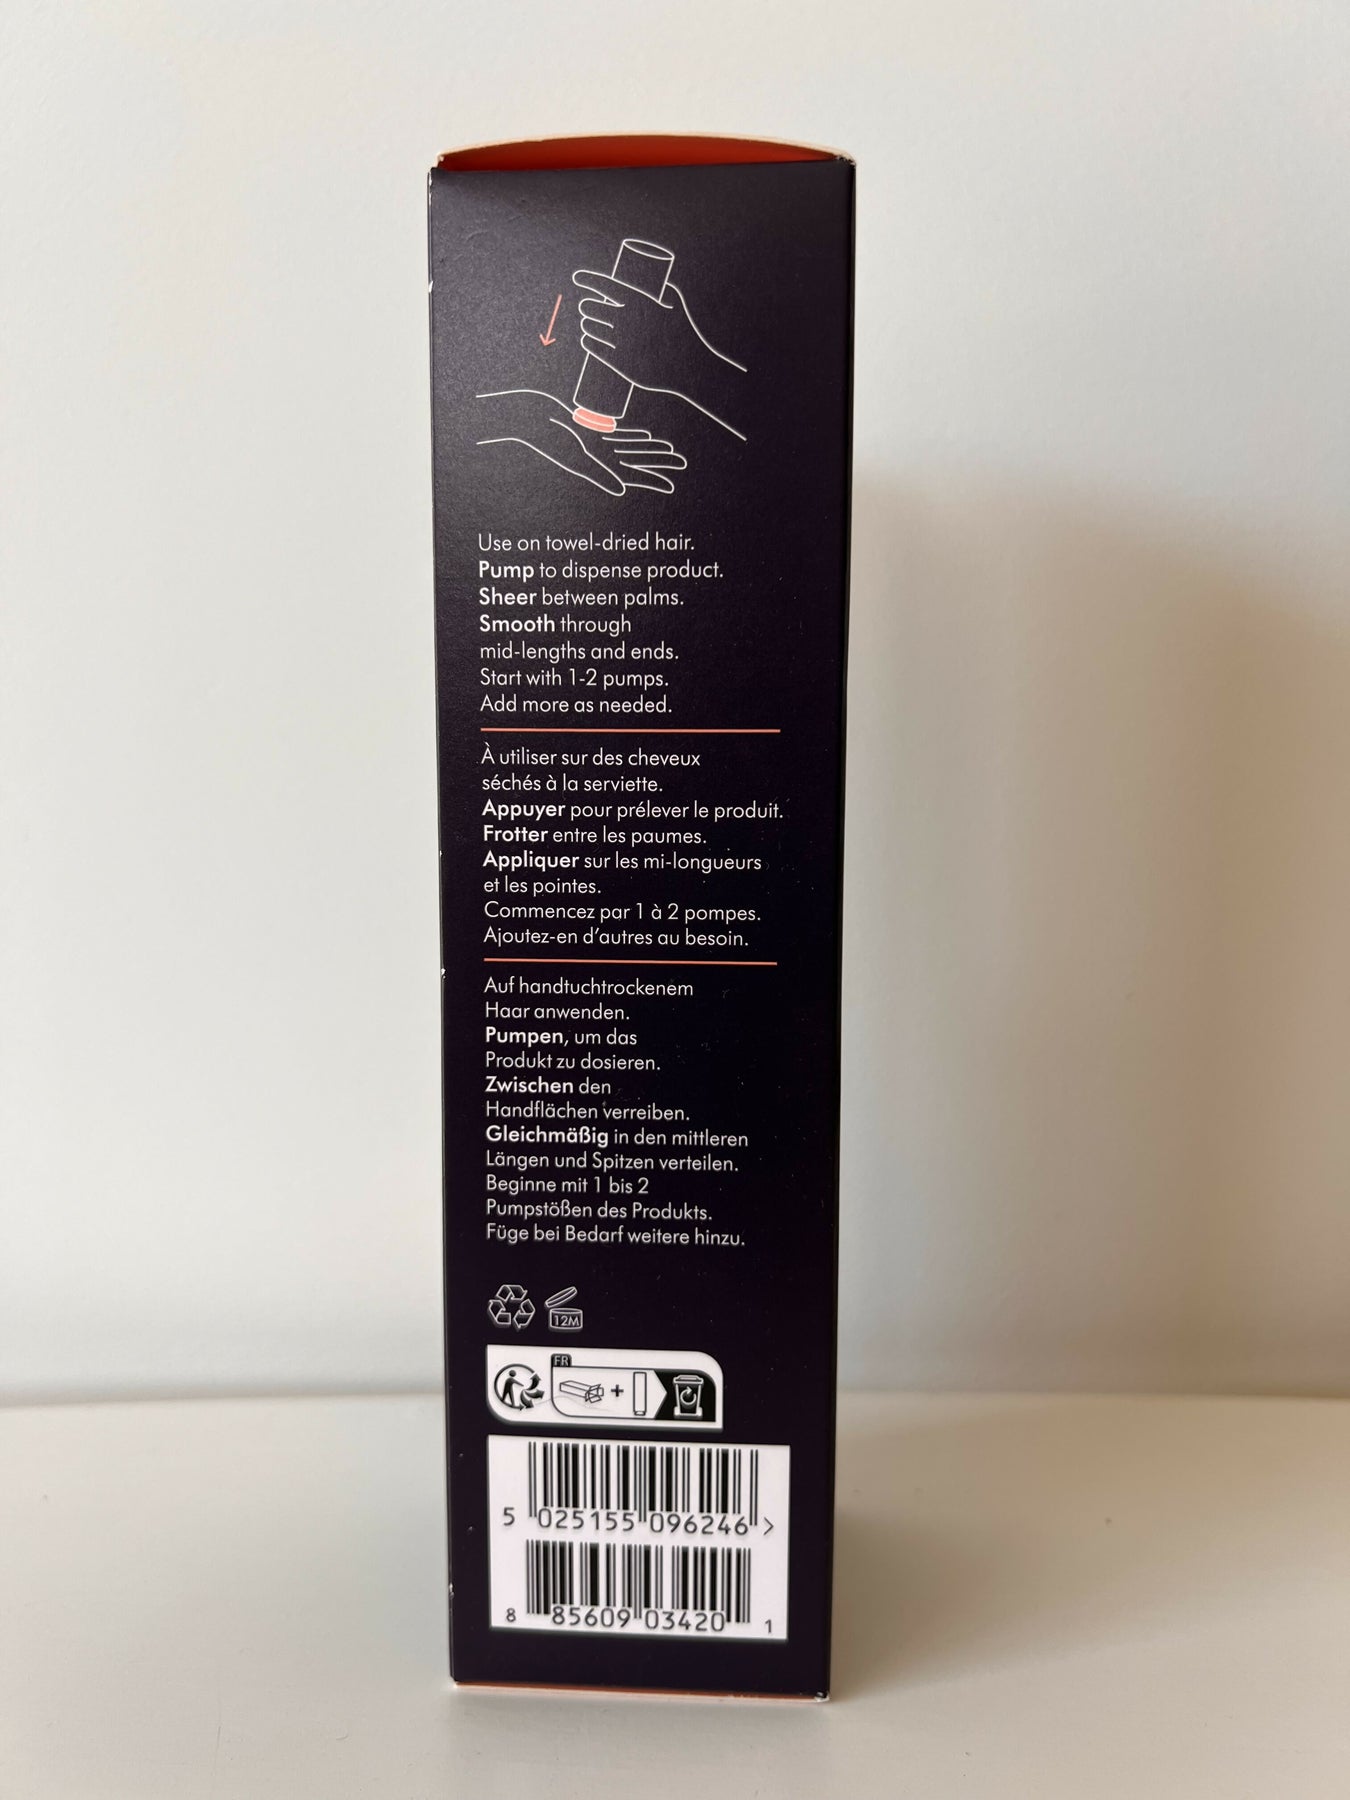 Use on towel-dried hair.
Pump to dispense product.
Sheer between palms.
Smooth through
mid-lengths and ends.
Start with 1-2 pumps.
Add more as needed.
À utiliser sur des cheveux
séchés à la serviette.
Appuyer pour prélever le produit.
Frotter entre les paumes.
Appliquer sur les mi-longueurs
et les pointes.
Commencez par 1 à 2 pompes.
Ajoutez-en d'autres au besoin.
Auf handtuchtrockenem
Haar anwenden.
Pumpen, um das
Produkt zu dosieren.
Zwischen den
Handflächen verreiben.
Gleichmäßig in den mittleren
Längen und Spitzen verteilen.
Beginne mit 1 bis 2
Pumpstößen des Produkts.
Füge bei Bedarf weitere hinzu.
12M
FR
+
5 025155 096246 >
8 85609 03420 1